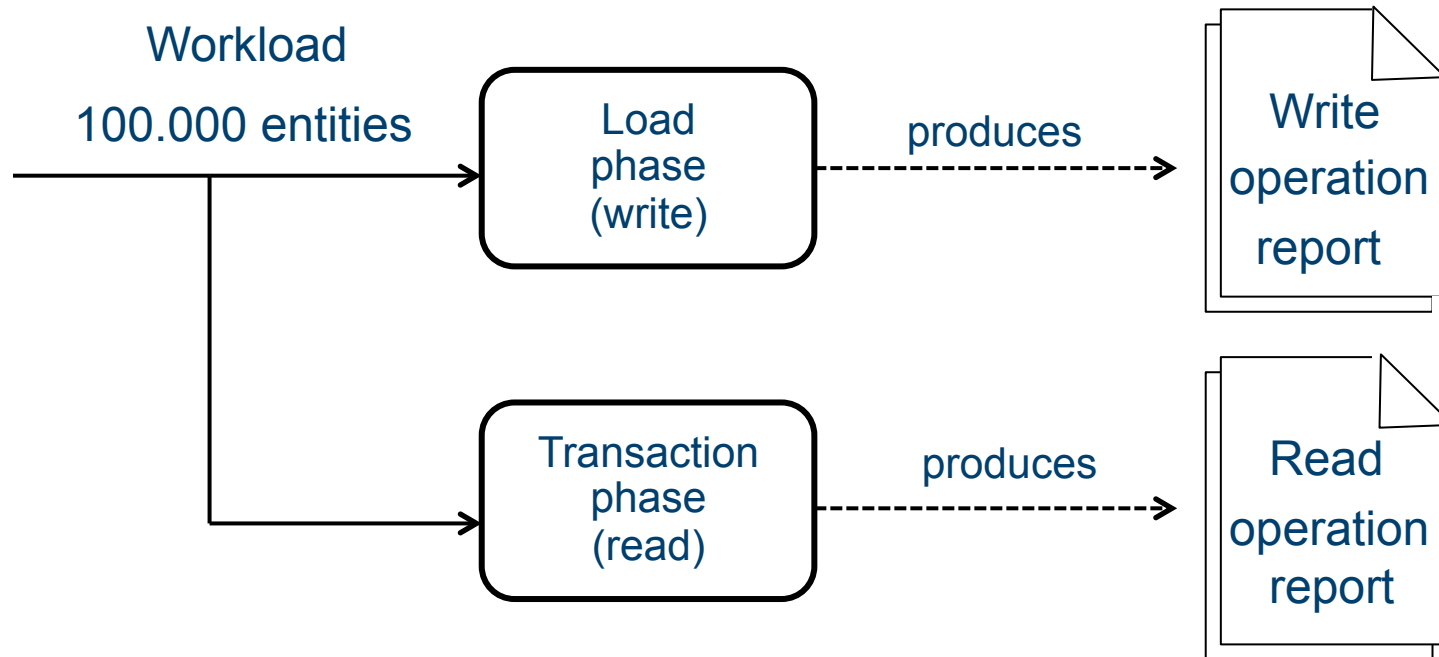 Workload
100.000 entities
Load
phase
(write)
produces
Write
operation
report
Transaction
phase
(read)
produces
Read
operation
report